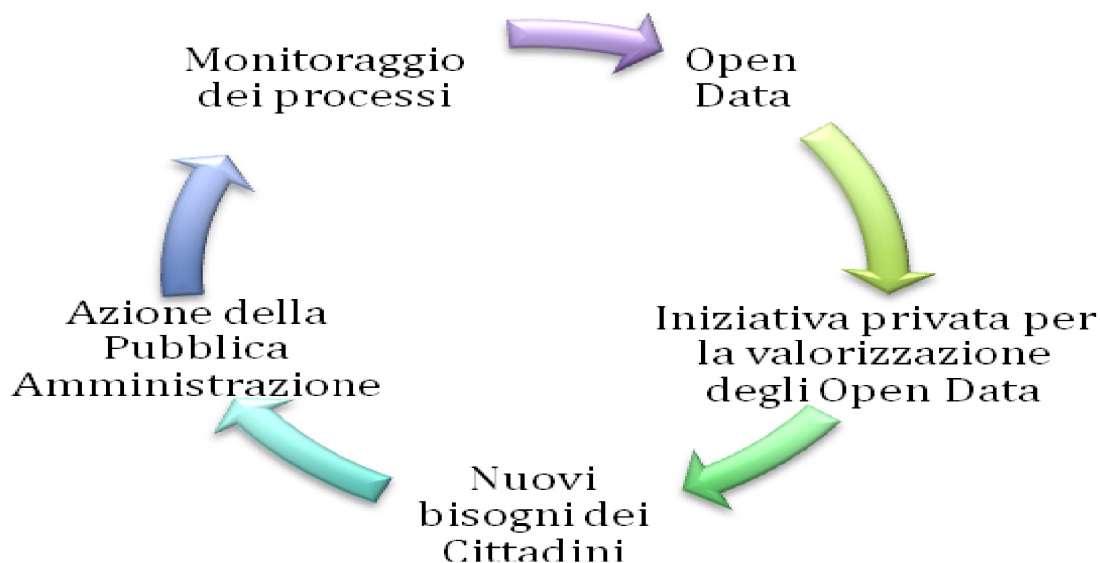 Monitoraggio
dei processi
Open
Data
Iniziativa privata per
la valorizzazione
degli Open Data
Nuovi
bisogni dei
Cittadini
Azione della
Pubblica
Amministrazione